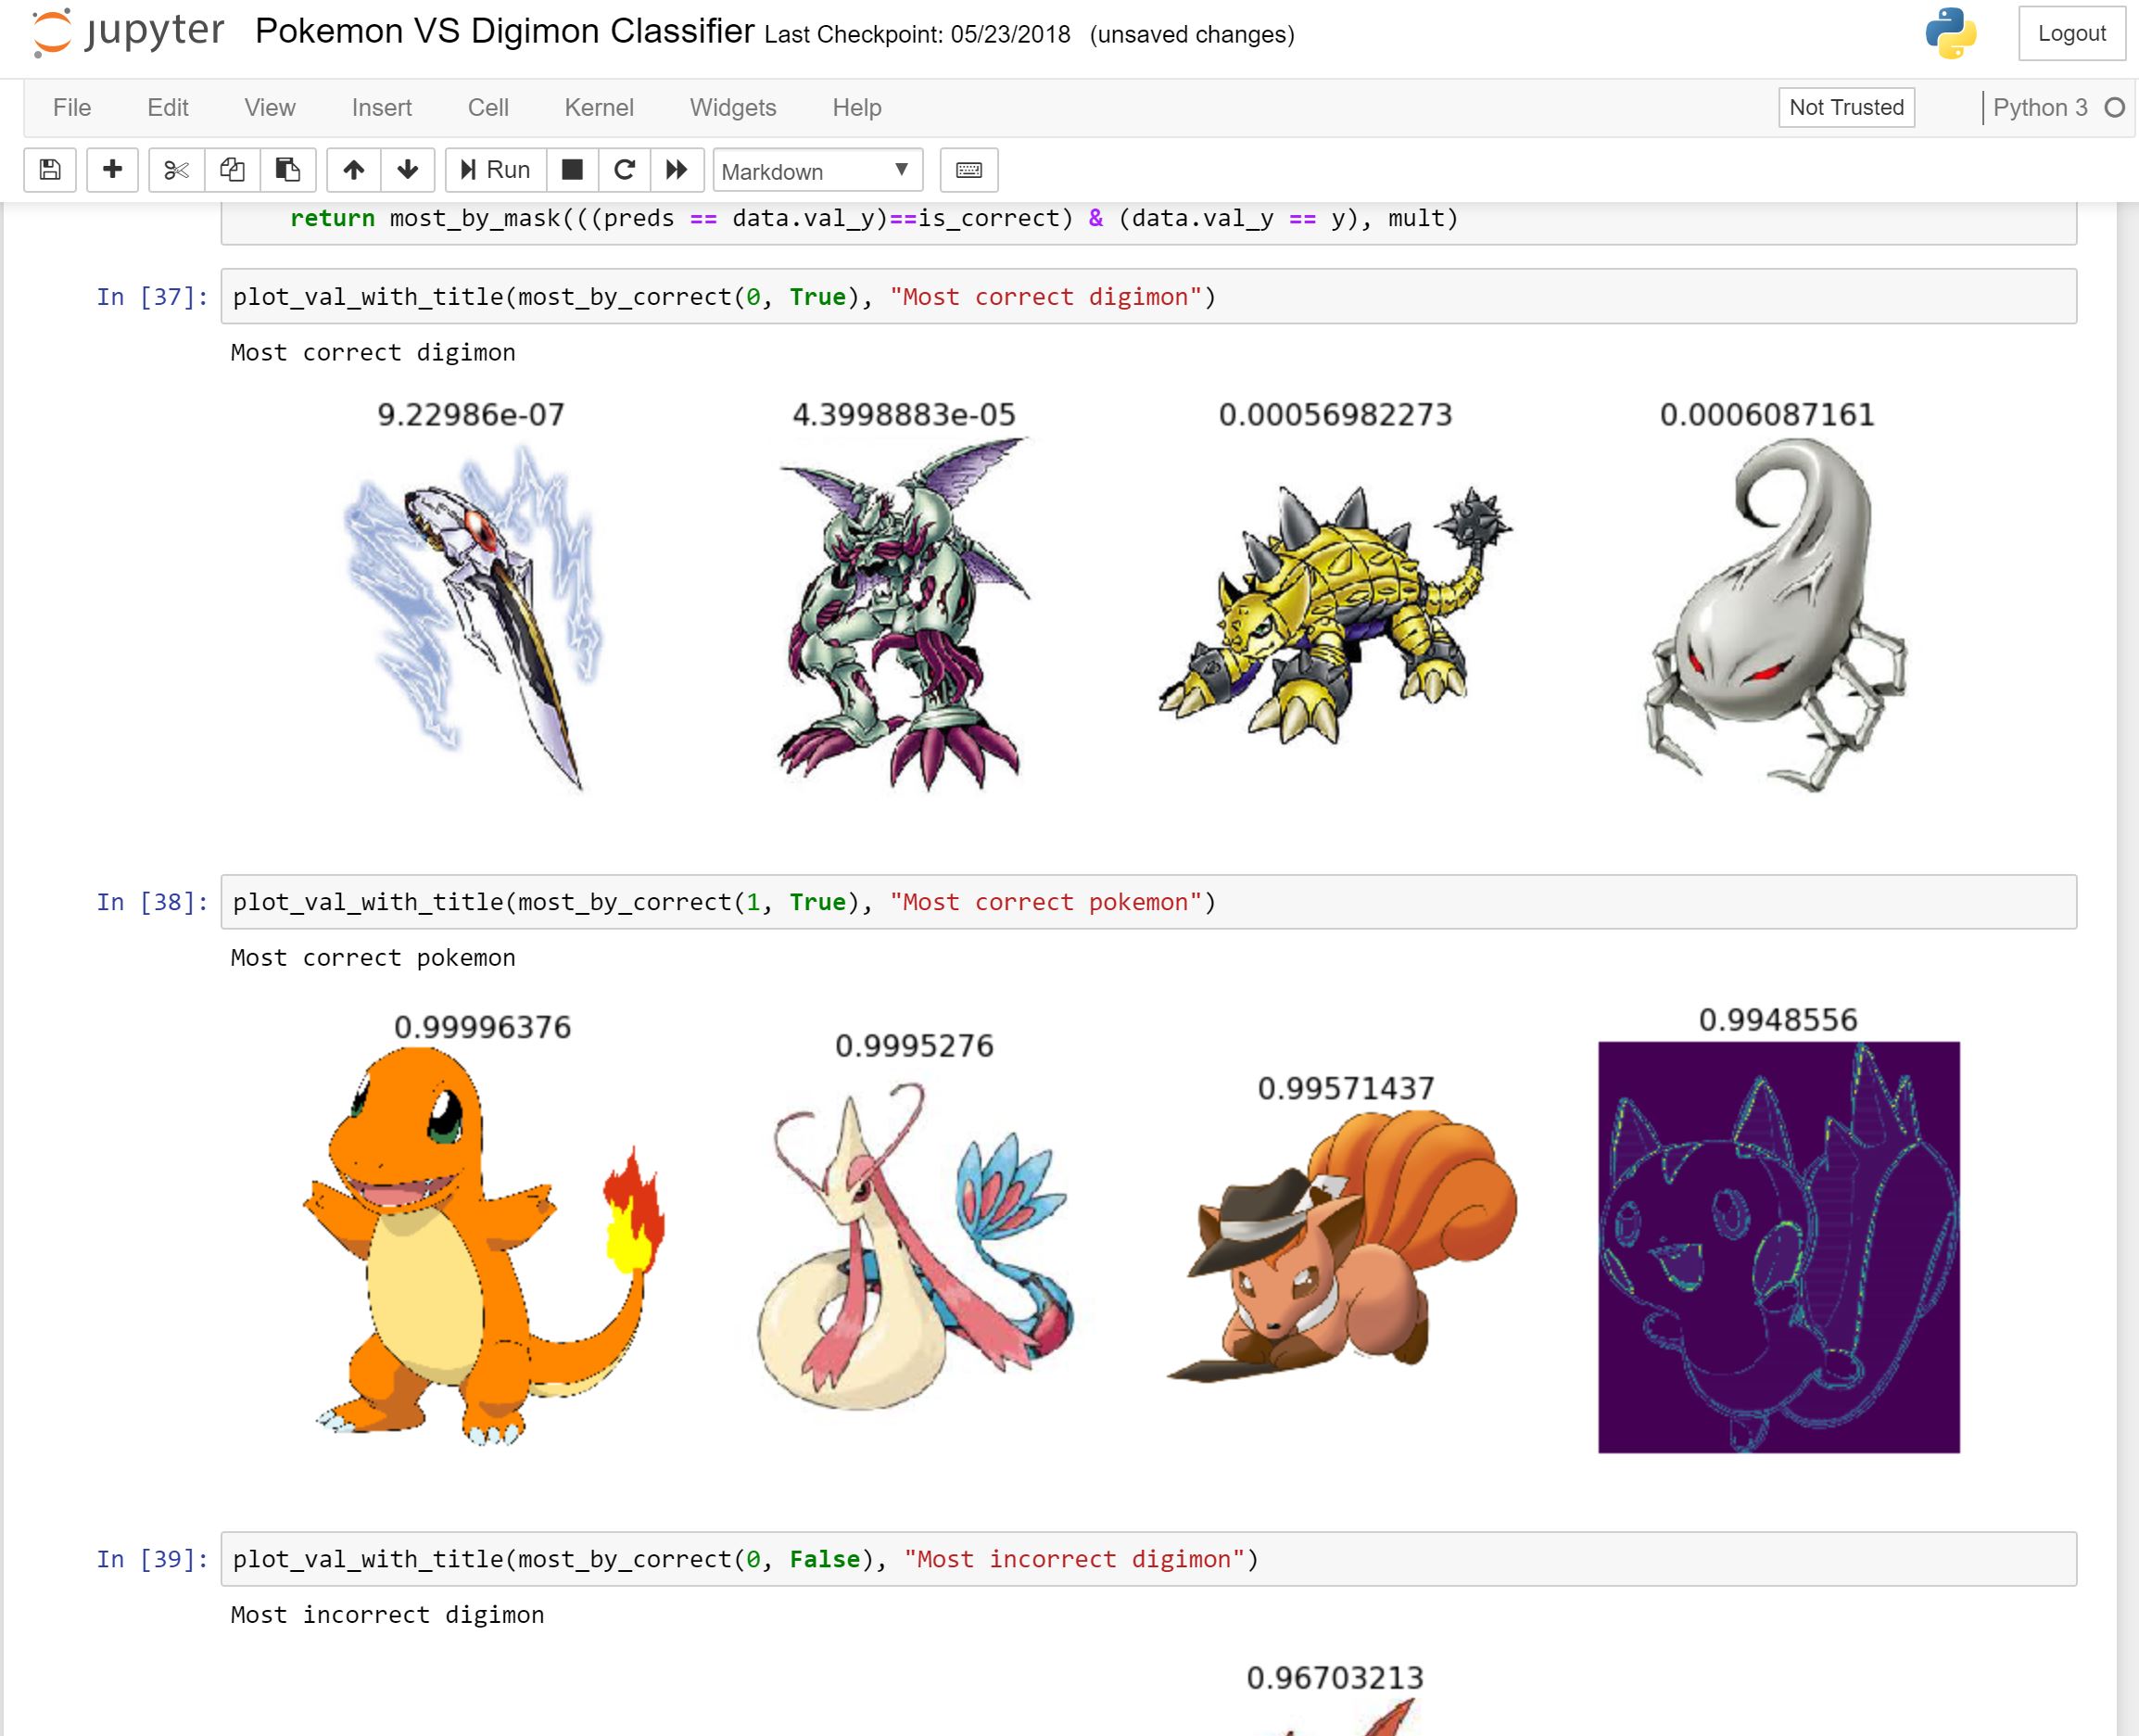 jupyter Pokemon VS Digimon Classifier Last Checkpoint: 05/23/2018 (unsaved changes) Logout
File Edit View Insert Cell Kernel Widgets Help Not Trusted Python 3
Run Markdown
return most_by_mask(((preds == data.val_y)==is_correct) & (data.val_y == y), mult)
In [37]: plot_val_with_title(most_by_correct(0, True), "Most correct digimon")
Most correct digimon
9.22986e-07 4.3998883e-05 0.00056982273 0.0006087161
In [38]: plot_val_with_title(most_by_correct(1, True), "Most correct pokemon")
Most correct pokemon
0.99996376 0.9995276 0.99571437 0.9948556
In [39]: plot_val_with_title(most_by_correct(0, False), "Most incorrect digimon")
Most incorrect digimon
0.96703213